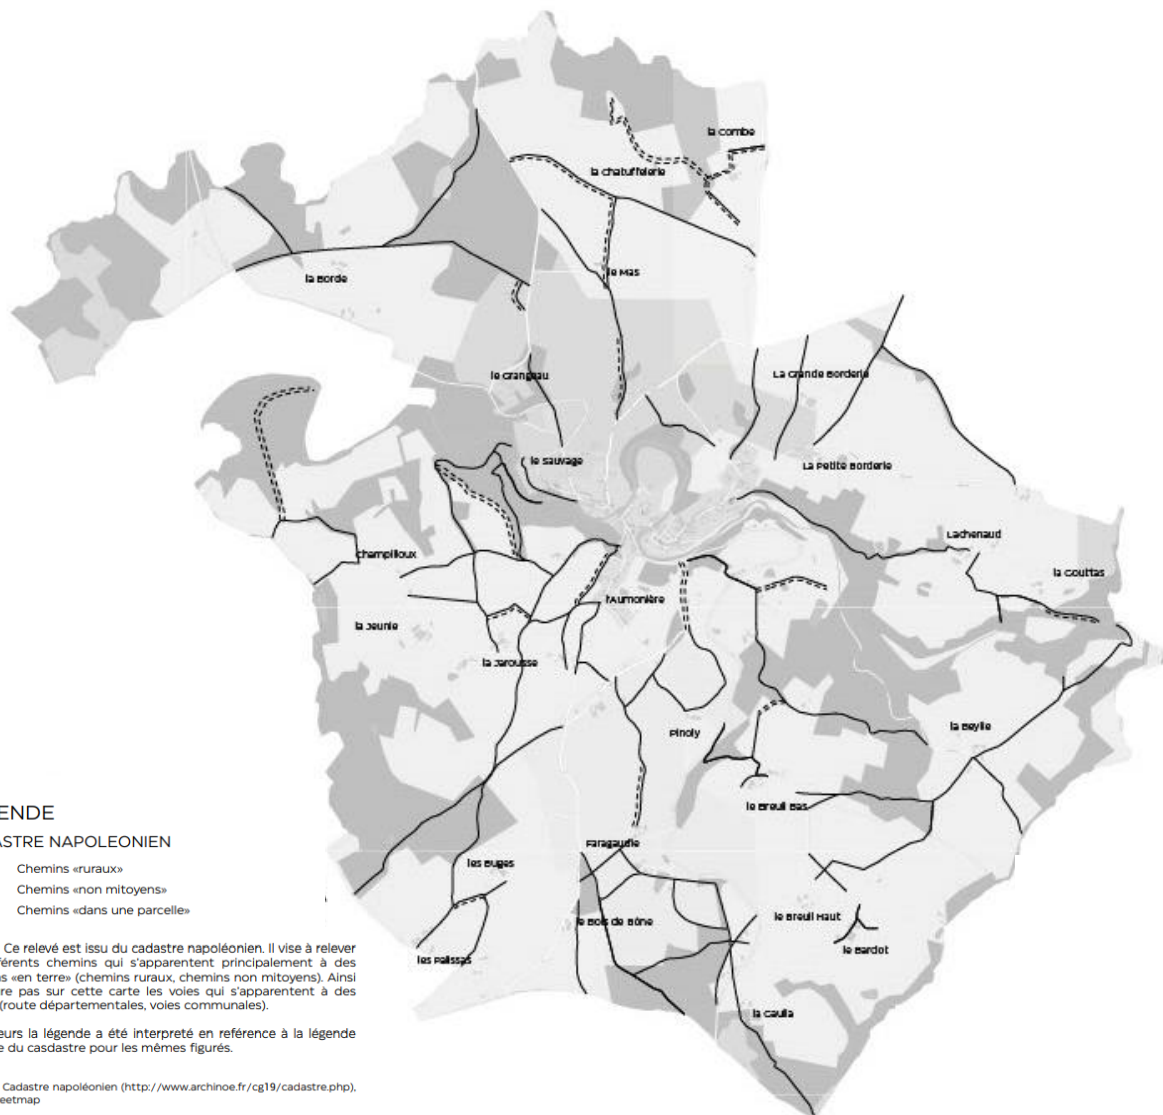 la combe
la chatuffelerie
le Mas
la Borde
le Grangeau
La Grande Borderie
le Sauvage
La Petite Borderie
Lachenaud
Champilloux
la Gouttas
l'Aumonière
la Jeunie
la Jarousse
la Beylie
Pinoly
le Breuil Bas
ENDE
ASTRE NAPOLEONIEN
Chemins «ruraux»
Chemins «non mitoyens»
Chemins «dans une parcelle»
Faragaudie
les Buges
le Bois de Bône
le Breuil Haut
le Bardot
les Palissas
la Caulla
Ce relevé est issu du cadastre napoléonien. Il vise à relever
férents chemins qui s'apparentent principalement à des
ns «en terre» (chemins ruraux, chemins non mitoyens). Ainsi
re pas sur cette carte les voies qui s'apparentent à des
(route départementales, voies communales).
eurs la légende a été interpreté en reférence à la légende
e du casdastre pour les mêmes figurés.
Cadastre napoléonien (http://www.archinoe.fr/cg19/cadastre.php),
eetmap